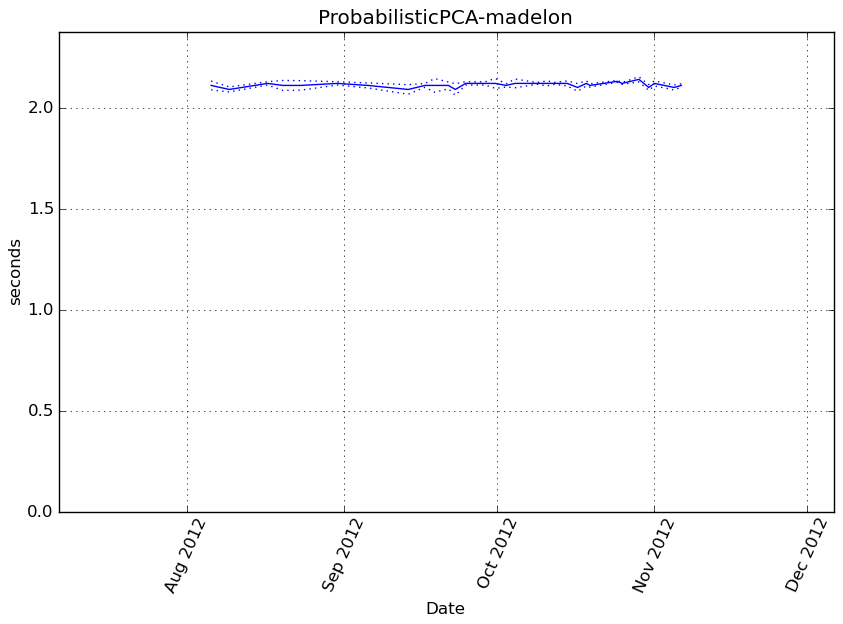 ProbabilisticPCA-madelon
2.0
1.5
1.0
0.5
0.0
seconds
Aug 2012
Sep 2012
Oct 2012
Nov 2012
Dec 2012
Date